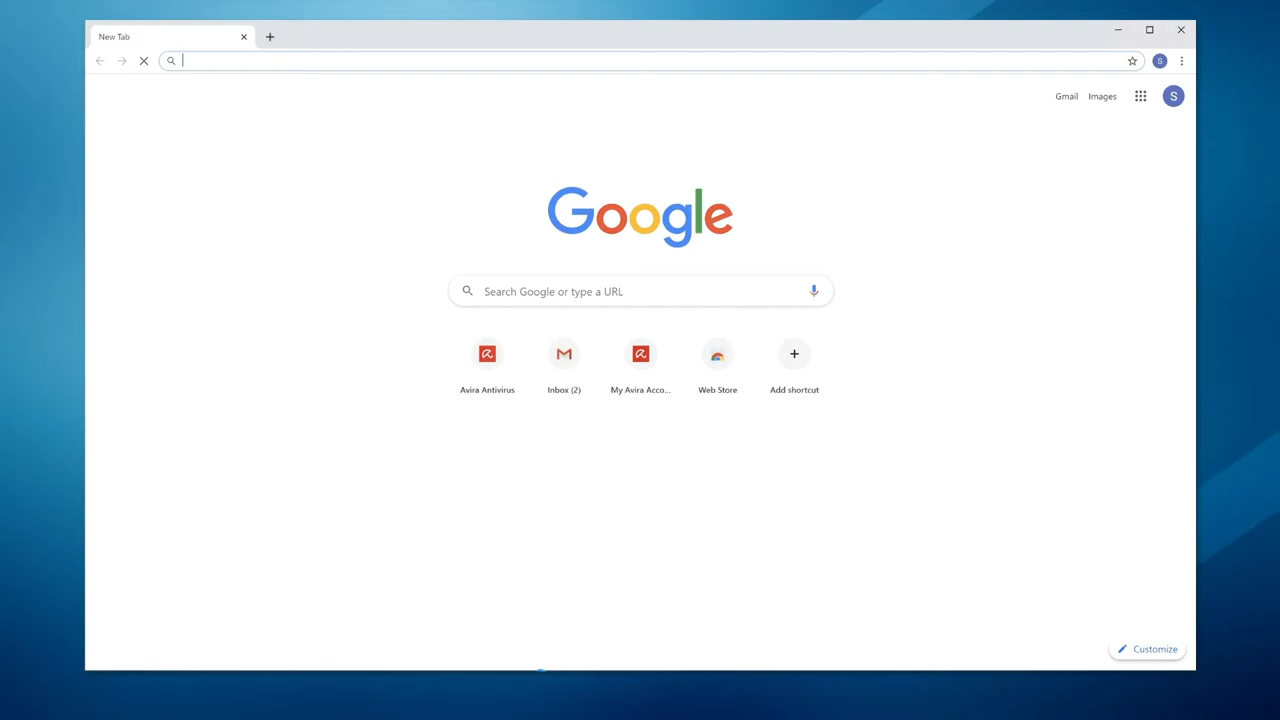 New Tab
S
Gmail Images
S
Google
Search Google or type a URL
Avira Antivirus
Inbox (2)
My Avira Acco...
Web Store
Add shortcut
Customize